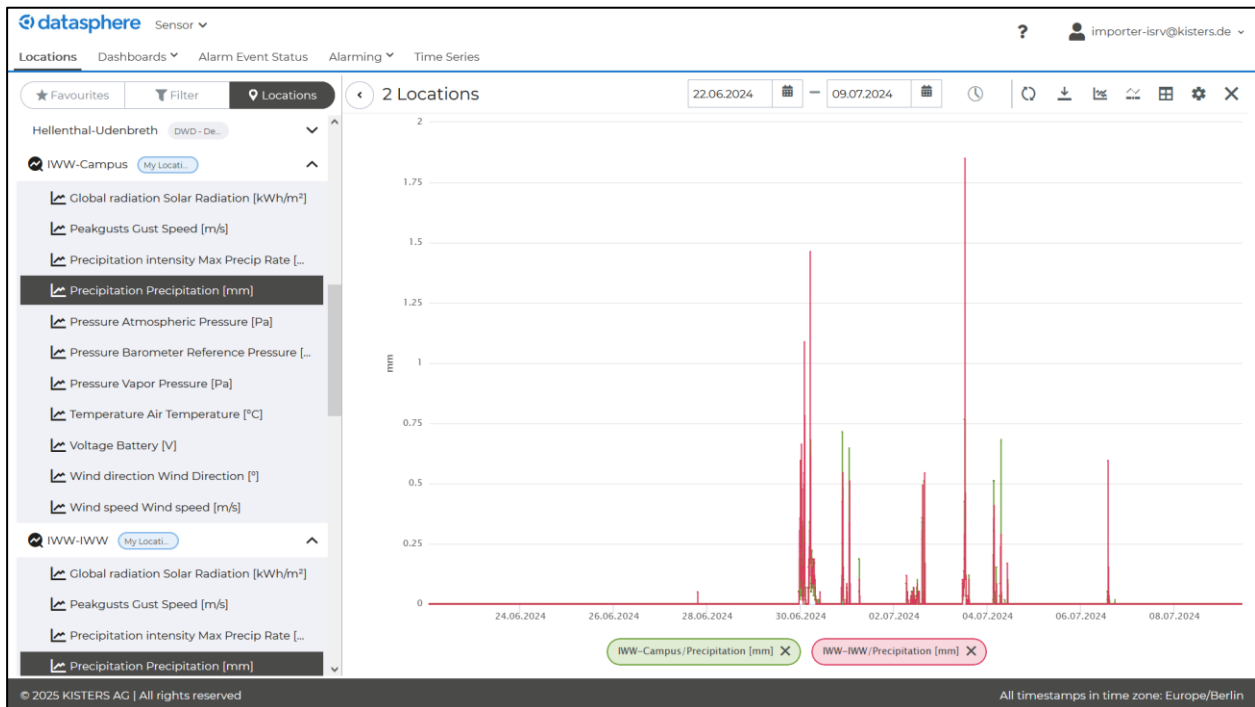 datasphere Sensor
? importer-isrv@kisters.de
Locations Dashboards Alarm Event Status Alarming Time Series
Favourites Filter Locations
2 Locations 22.06.2024 — 09.07.2024
Hellenthal-Udenbreth DWD - De...
IWW-Campus My Locati...
Global radiation Solar Radiation [kWh/m²]
Peakgusts Gust Speed [m/s]
Precipitation intensity Max Precip Rate [...
Precipitation Precipitation [mm]
Pressure Atmospheric Pressure [Pa]
Pressure Barometer Reference Pressure [...
Pressure Vapor Pressure [Pa]
Temperature Air Temperature [°C]
Voltage Battery [V]
Wind direction Wind Direction [°]
Wind speed Wind speed [m/s]
IWW-IWW My Locati...
Global radiation Solar Radiation [kWh/m²]
Peakgusts Gust Speed [m/s]
Precipitation intensity Max Precip Rate [...
Precipitation Precipitation [mm]
2
1.75
1.5
1.25
1
0.75
0.5
0.25
0
mm
24.06.2024 26.06.2024 28.06.2024 30.06.2024 02.07.2024 04.07.2024 06.07.2024 08.07.2024
IWW-Campus/Precipitation [mm] IWW-IWW/Precipitation [mm]
© 2025 KISTERS AG | All rights reserved
All timestamps in time zone: Europe/Berlin